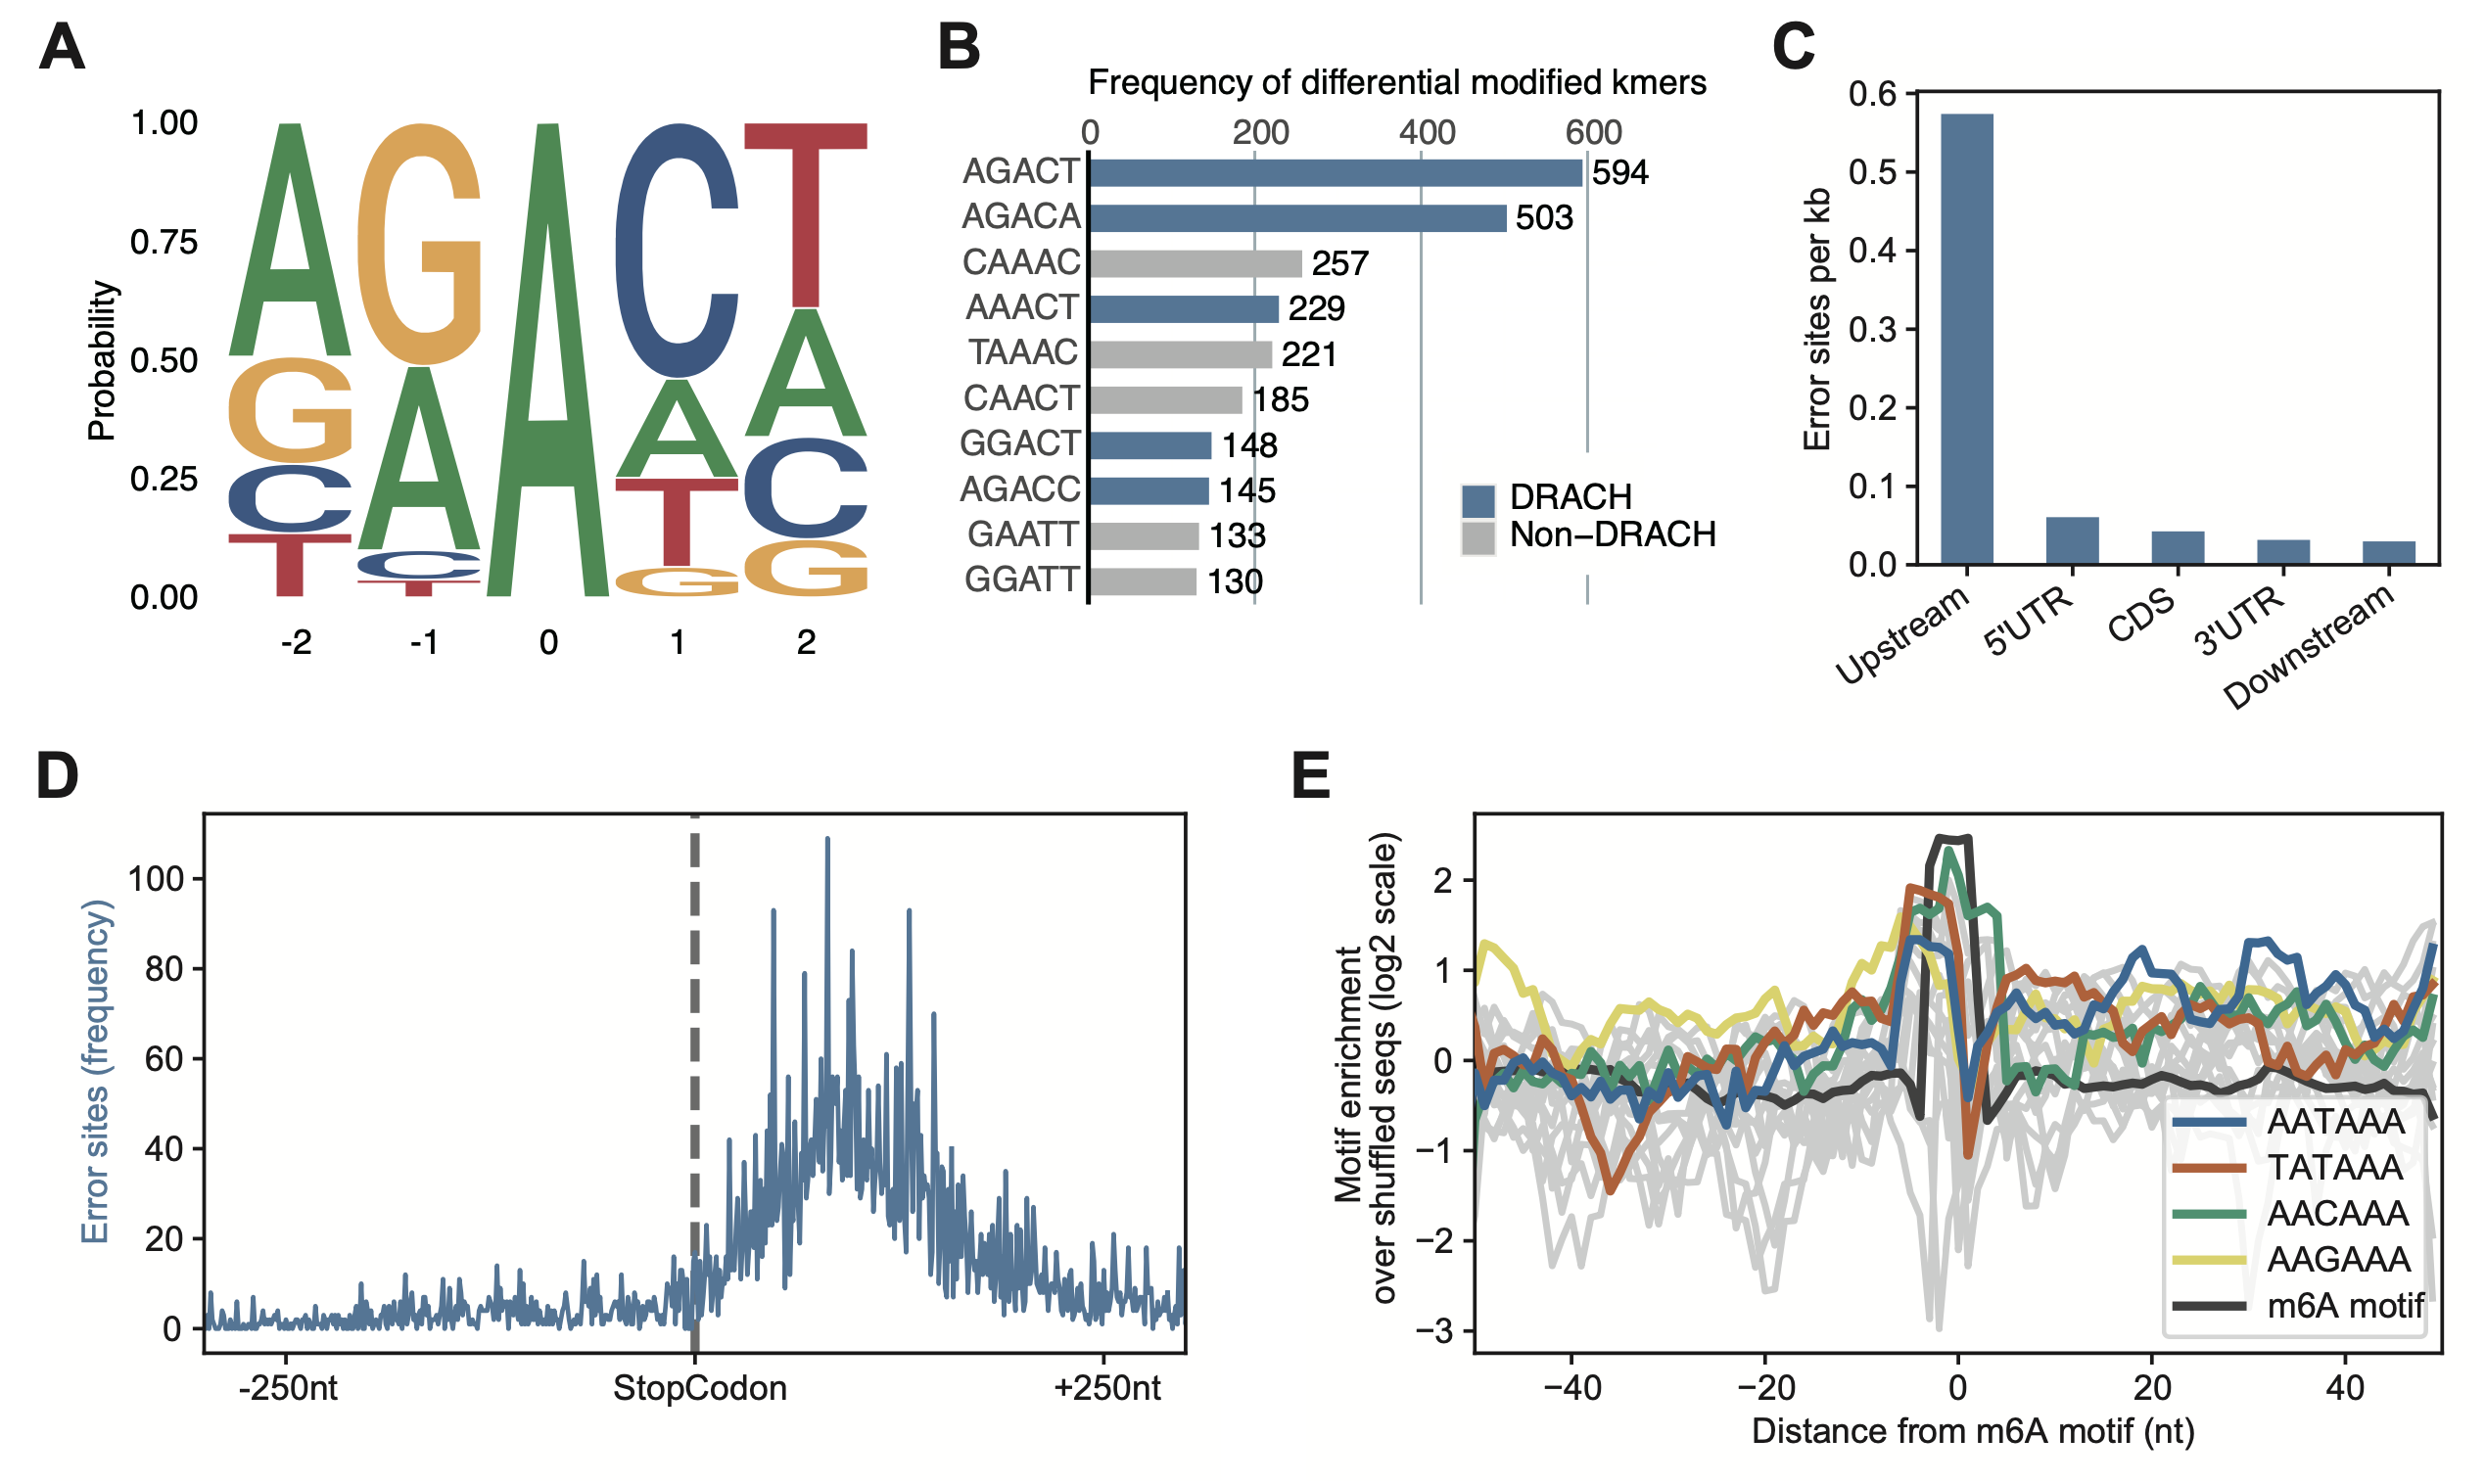 A
Probability
1.00
0.75
0.50
0.25
0.00
A G A C T
G A A A
C C T C
T T G G
-2 -1 0 1 2
B
Frequency of differential modified kmers
0 200 400 600
AGACT 594
AGACA 503
CAAAC 257
AAACT 229
TAAAC 221
CAACT 185
GGACT 148
AGACC 145
GAATT 133
GGATT 130
DRACH
Non−DRACH
C
Error sites per kb
0.6
0.5
0.4
0.3
0.2
0.1
0.0
Upstream
5'UTR
CDS
3'UTR
Downstream
D
Error sites (frequency)
100
80
60
40
20
0
-250nt StopCodon +250nt
E
Motif enrichment
over shuffled seqs (log2 scale)
2
1
0
−1
−2
−3
AATAAA
TATAAA
AACAAA
AAGAAA
m6A motif
−40 −20 0 20 40
Distance from m6A motif (nt)